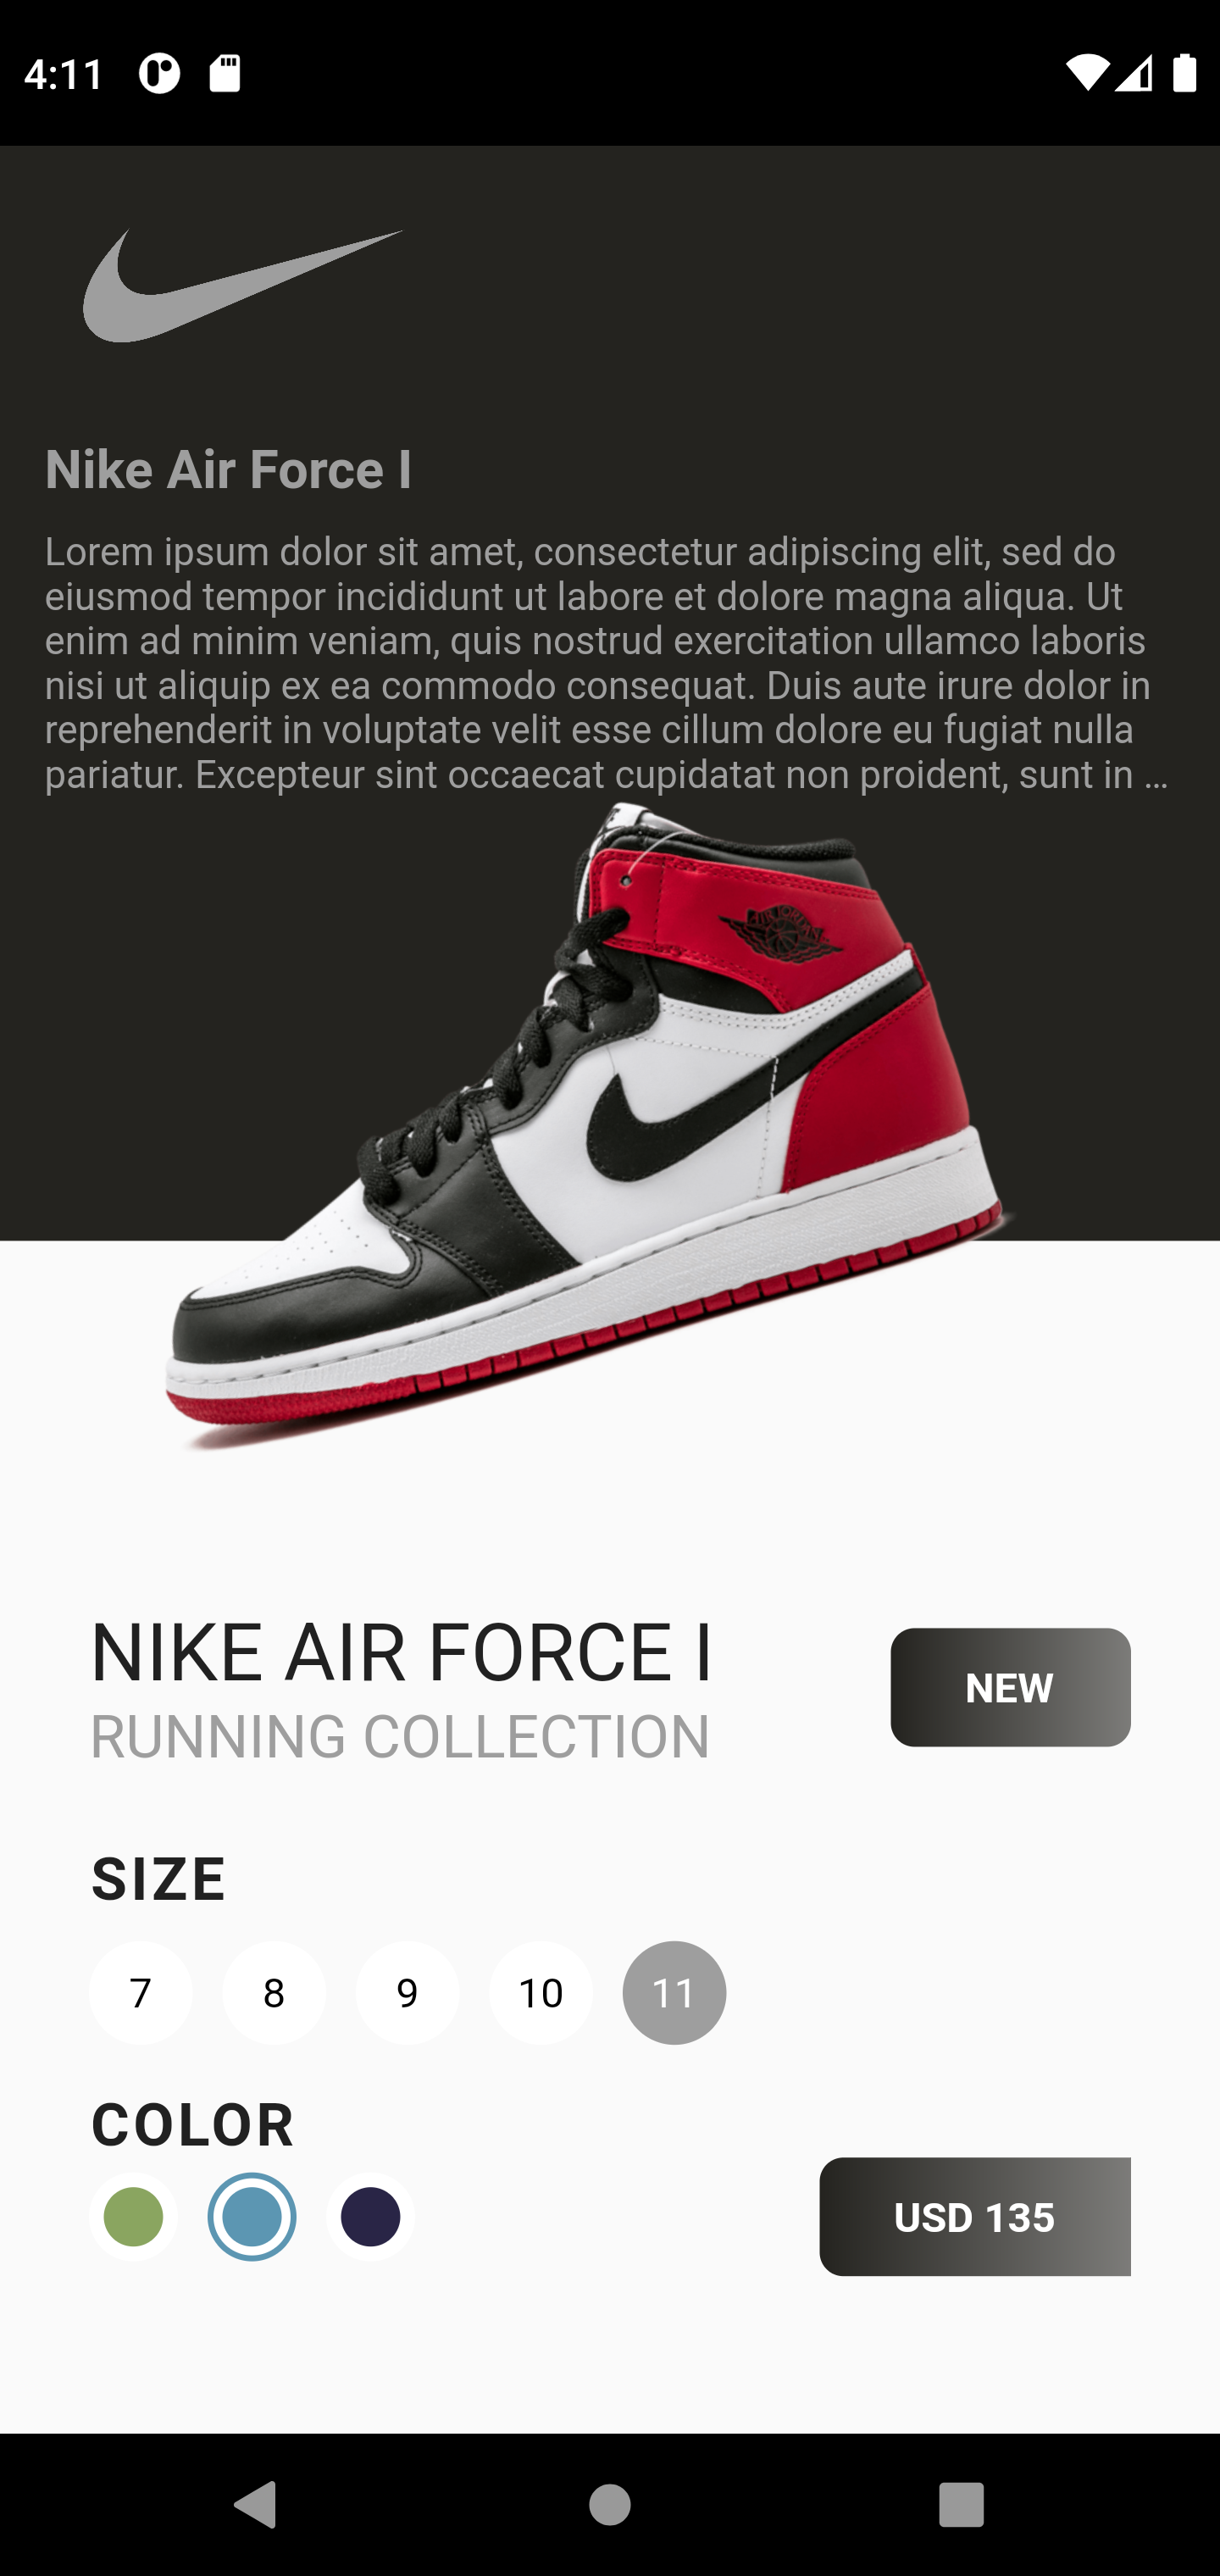 4:11
Nike Air Force I
Lorem ipsum dolor sit amet, consectetur adipiscing elit, sed do
eiusmod tempor incididunt ut labore et dolore magna aliqua. Ut
enim ad minim veniam, quis nostrud exercitation ullamco laboris
nisi ut aliquip ex ea commodo consequat. Duis aute irure dolor in
reprehenderit in voluptate velit esse cillum dolore eu fugiat nulla
pariatur. Excepteur sint occaecat cupidatat non proident, sunt in ...
AIR JORDAN
NIKE AIR FORCE I
NEW
RUNNING COLLECTION
SIZE
7 8 9 10 11
COLOR
USD 135